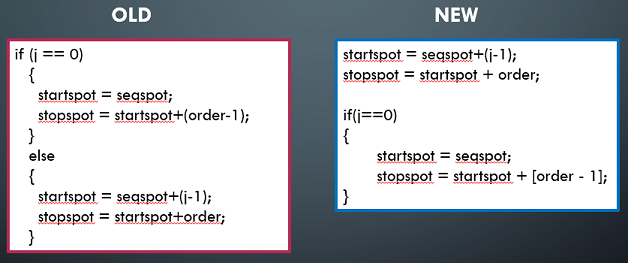 OLD
if (j == 0)
{
startspot = seqspot;
stopspot = startspot+(order-1);
}
else
{
startspot = seqspot+(j-1);
stopspot = startspot+order;
}
NEW
startspot = seqspot+(j-1);
stopspot = startspot + order;
if(j==0)
{
startspot = seqspot;
stopspot = startspot + [order - 1];
}